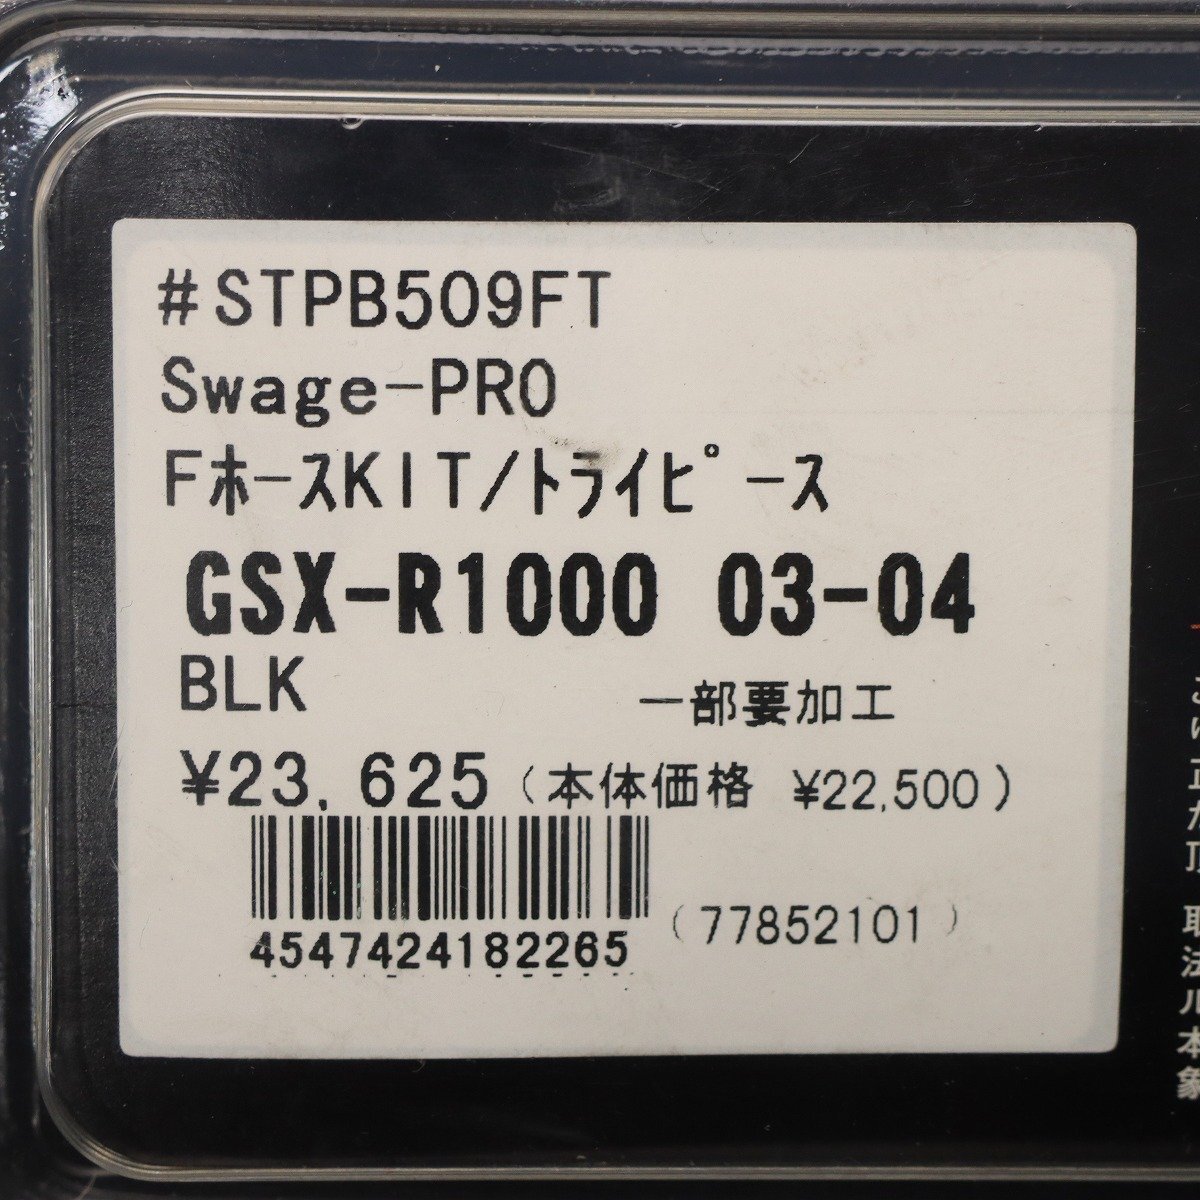 #STPB509FT
Swage-PRO
FホースKIT/トライピース
GSX-R1000 03-04
BLK 一部要加工
¥23,625（本体価格 ¥22,500）
4547424182265
(77852101)